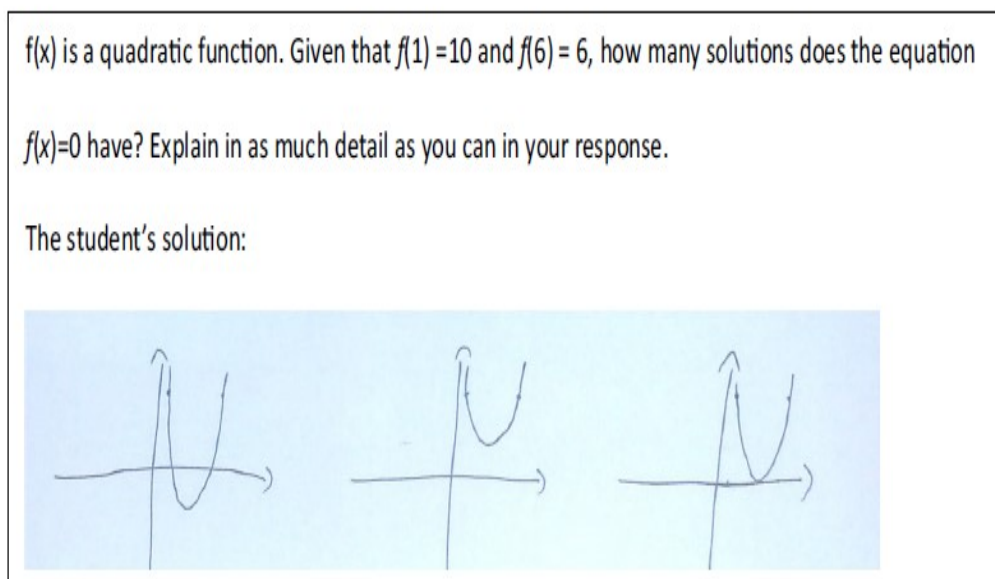 f(x) is a quadratic function. Given that f(1) =10 and f(6) = 6, how many solutions does the equation
f(x)=0 have? Explain in as much detail as you can in your response.
The student's solution: